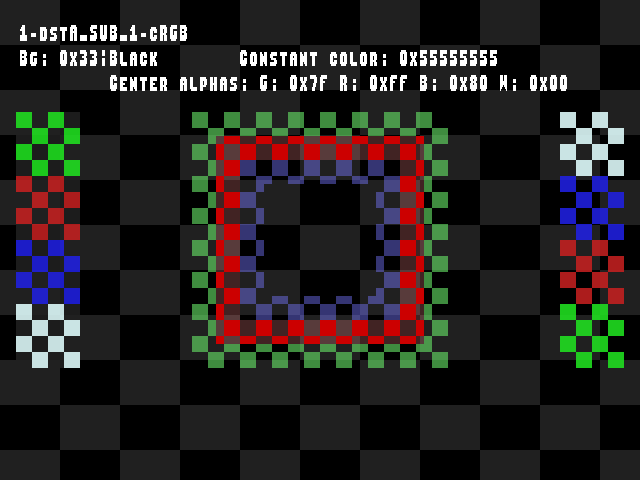 1-dstA_SUB_1-cRGB
Bg: 0x33¦Black Constant color: 0x55555555
Center alphas: G: 0x7f R: 0xff B: 0x80 W: 0x00